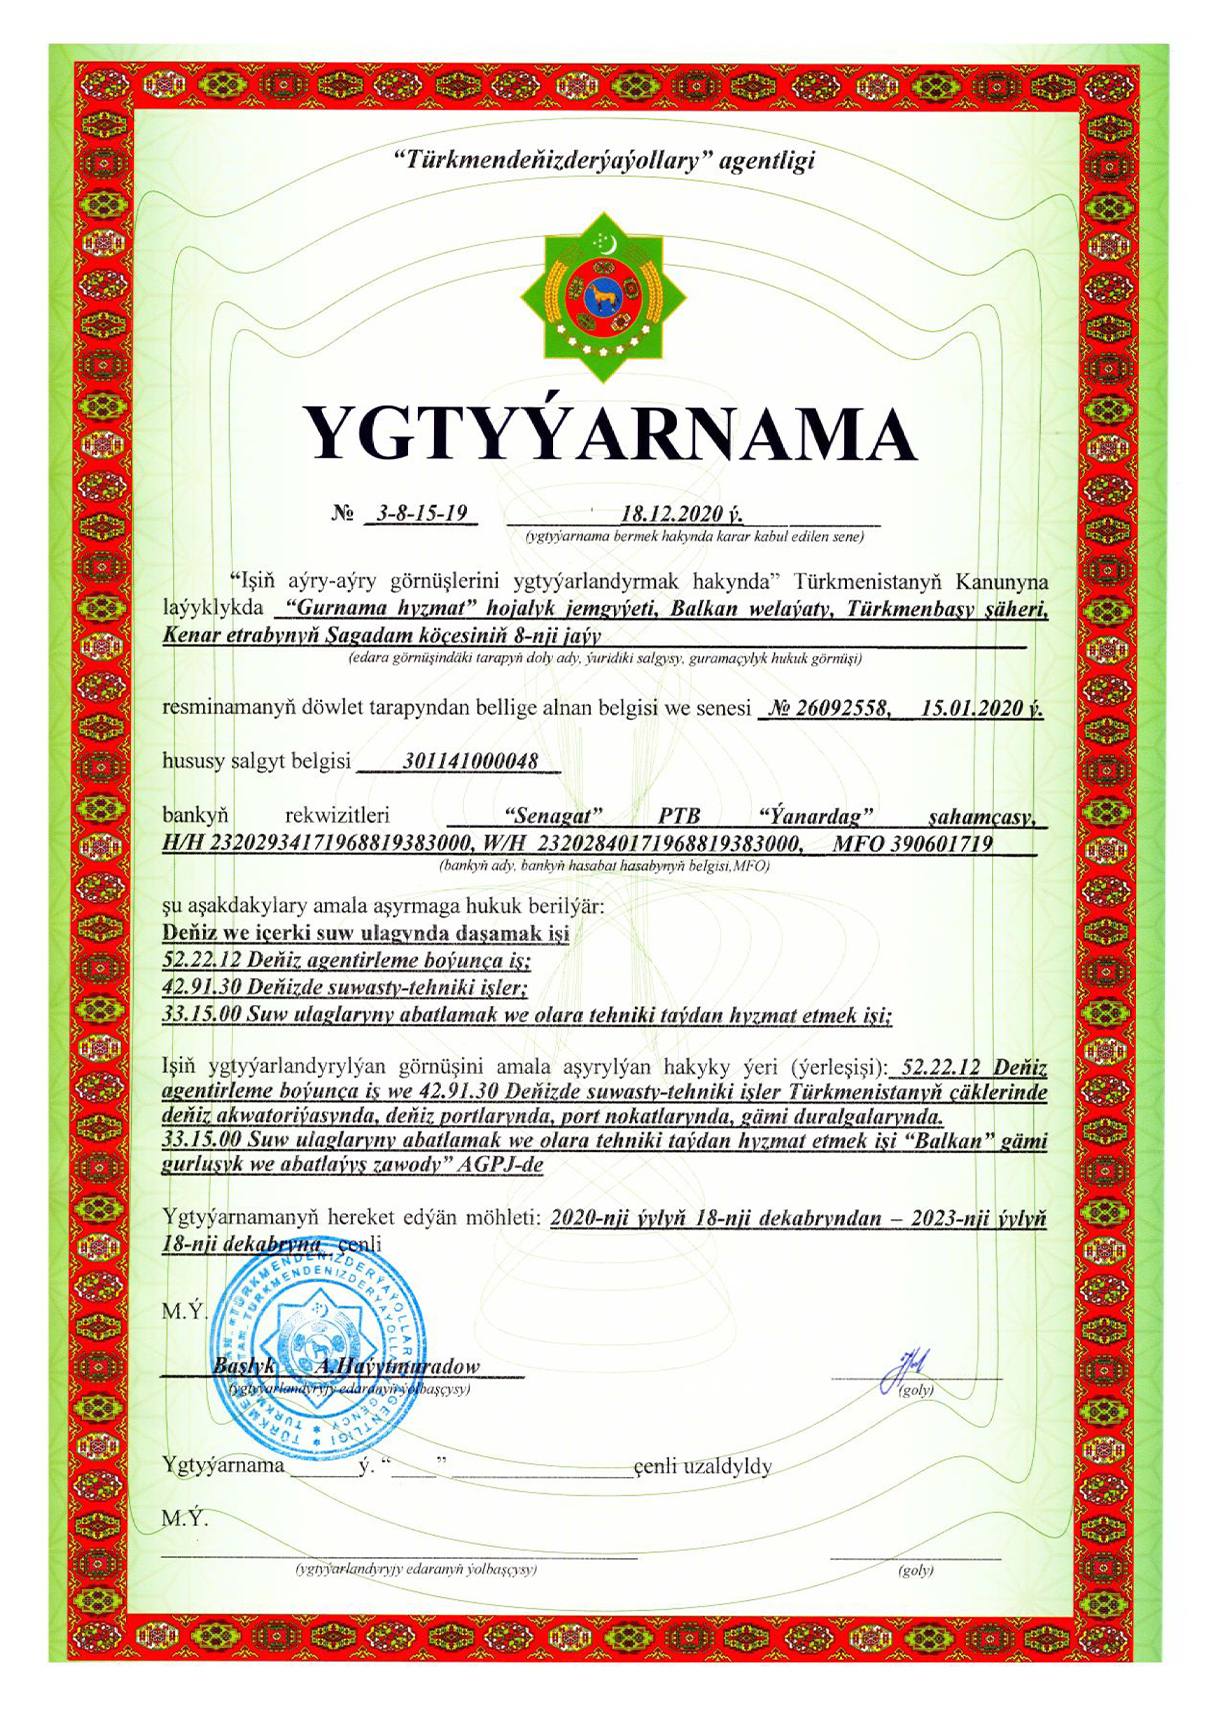 “Türkmendeňizderýaýollary” agentligi
YGTYÝARNAMA
№ 3-8-15-19 18.12.2020 ý.
(ygtyýarnama bermek hakynda karar kabul edilen sene)
“Işiň aýry-aýry görnüşlerini ygtyýarlandyrmak hakynda” Türkmenistanyň Kanunyna
laýyklykda “Gurnama hyzmat” hojalyk jemgyýeti, Balkan welaýaty, Türkmenbaşy şäheri,
Kenar etrabynyň Şagadam köçesiniň 8-nji jaýy
(edara görnüşindäki tarapyň doly ady, ýuridiki salgysy, guramaçylyk hukuk görnüşi)
resminamanyň döwlet tarapyndan bellige alnan belgisi we senesi № 26092558, 15.01.2020 ý.
hususy salgyt belgisi 301141000048
bankyň rekwizitleri “Senagat” PTB “Ýanardag” şahamçasy,
H/H 23202934171968819383000, W/H 23202840171968819383000, MFO 390601719
(bankyň ady, bankyň hasabat hasabynyň belgisi, MFO)
şu aşakdakylary amala aşyrmaga hukuk berilýär:
Deňiz we içerki suw ulagynda daşamak işi
52.22.12 Deňiz agentirleme boýunça iş;
42.91.30 Deňizde suwasty-tehniki işler;
33.15.00 Suw ulaglaryny abatlamak we olara tehniki taýdan hyzmat etmek işi;
Işiň ygtyýarlandyrylýan görnüşini amala aşyrylýan hakyky ýeri (ýerleşişi): 52.22.12 Deňiz
agentirleme boýunça iş we 42.91.30 Deňizde suwasty-tehniki işler Türkmenistanyň çäklerinde
deňiz akwatoriýasynda, deňiz portlarynda, port nokatlarynda, gämi duralgalarynda.
33.15.00 Suw ulaglaryny abatlamak we olara tehniki taýdan hyzmat etmek işi “Balkan” gämi
gurluşyk we abatlaýyş zawody” AGPJ-de
Ygtyýarnamanyň hereket edýän möhleti: 2020-nji ýylyň 18-nji dekabryndan – 2023-nji ýylyň
18-nji dekabryna çenli
M.Ý.
Başlyk A.Haýytmuradow
(ygtyýarlandyryjy edaranyň ýolbaşçysy) (goly)
Ygtyýarnama ______ý. “____” ________________çenli uzaldyldy
M.Ý.
(ygtyýarlandyryjy edaranyň ýolbaşçysy) (goly)